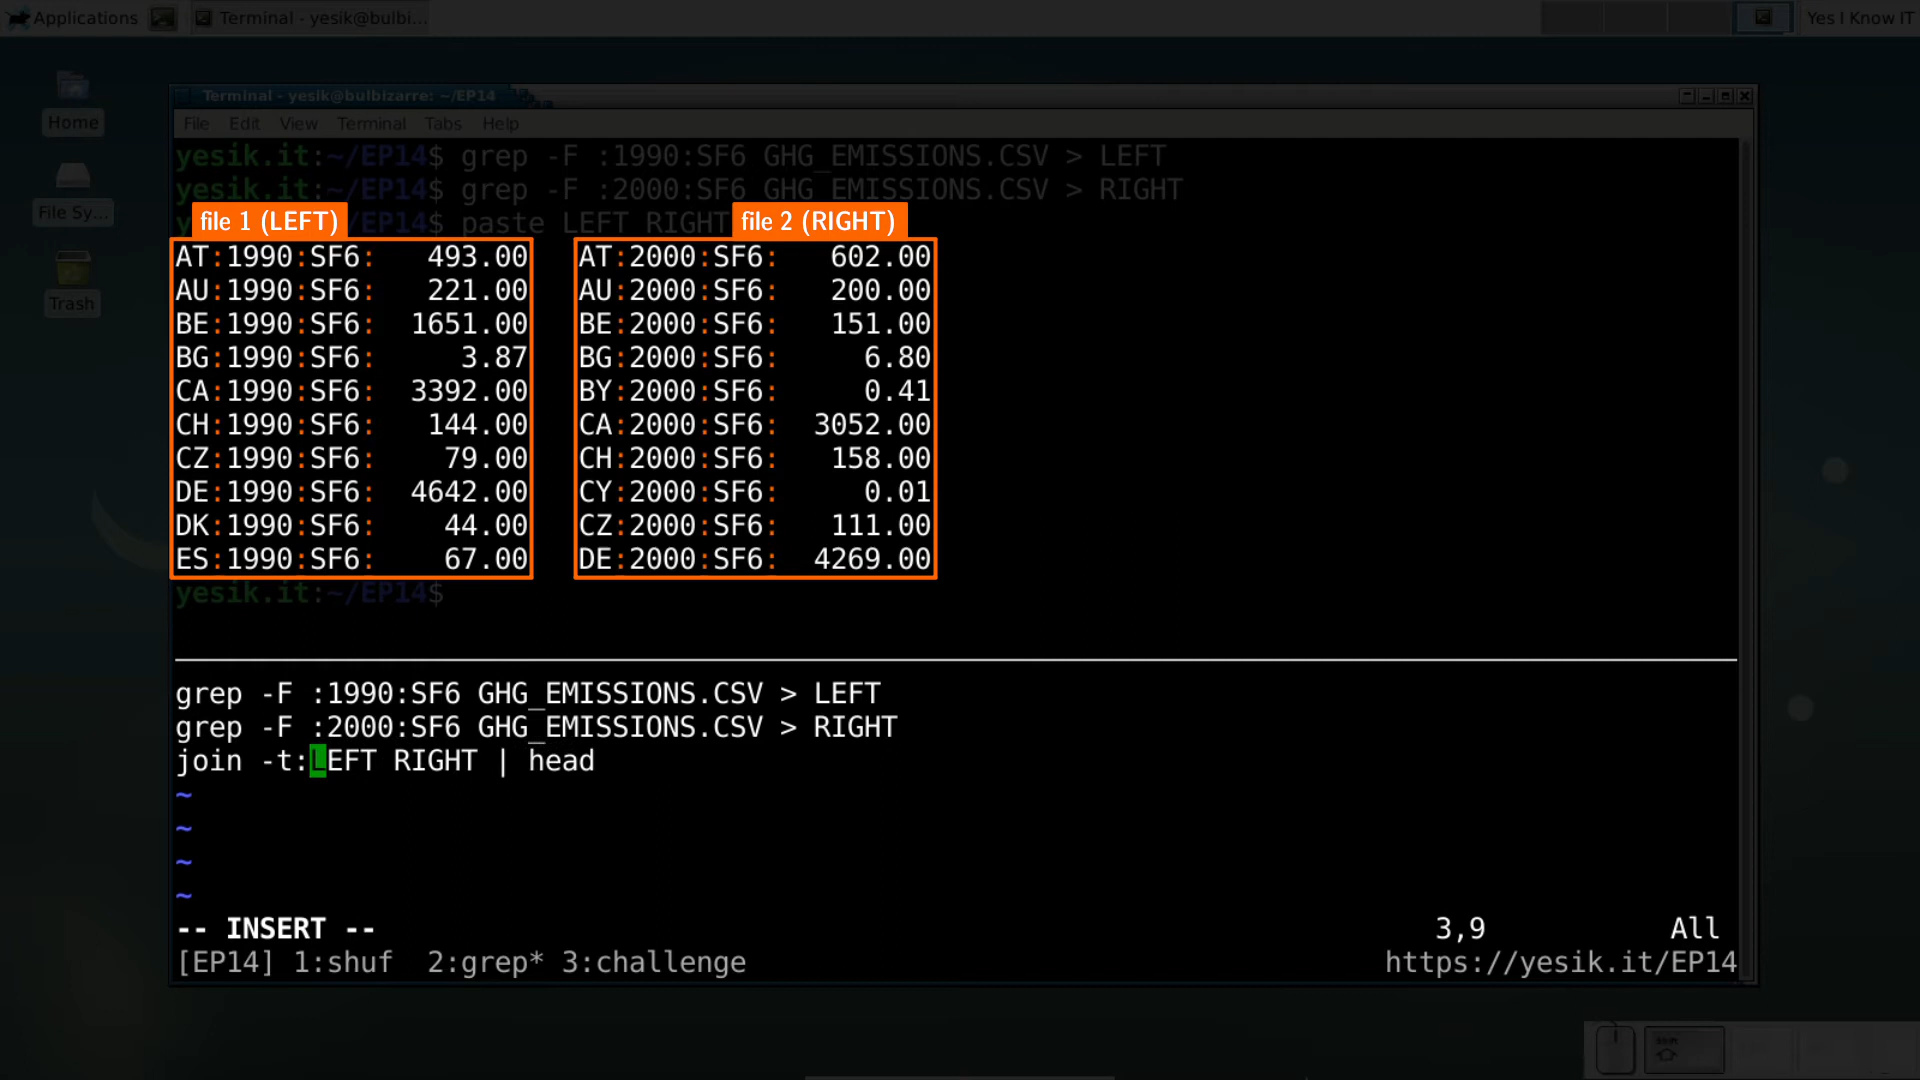 Applications
Terminal - yesik@bulbi...
Yes I Know IT
Home
File Sy...
Trash
Terminal - yesik@bulbizarre: ~/EP14
File Edit View Terminal Tabs Help
yesik.it:~/EP14$ grep -F :1990:SF6 GHG_EMISSIONS.CSV > LEFT
yesik.it:~/EP14$ grep -F :2000:SF6 GHG_EMISSIONS.CSV > RIGHT
paste LEFT RIGHT
file 1 (LEFT) file 2 (RIGHT)
AT:1990:SF6: 493.00 AT:2000:SF6: 602.00
AU:1990:SF6: 221.00 AU:2000:SF6: 200.00
BE:1990:SF6: 1651.00 BE:2000:SF6: 151.00
BG:1990:SF6: 3.87 BG:2000:SF6: 6.80
CA:1990:SF6: 3392.00 BY:2000:SF6: 0.41
CH:1990:SF6: 144.00 CA:2000:SF6: 3052.00
CZ:1990:SF6: 79.00 CH:2000:SF6: 158.00
DE:1990:SF6: 4642.00 CY:2000:SF6: 0.01
DK:1990:SF6: 44.00 CZ:2000:SF6: 111.00
ES:1990:SF6: 67.00 DE:2000:SF6: 4269.00
yesik.it:~/EP14$
grep -F :1990:SF6 GHG_EMISSIONS.CSV > LEFT
grep -F :2000:SF6 GHG_EMISSIONS.CSV > RIGHT
join -t:LEFT RIGHT | head
~
~
~
~
-- INSERT -- 3,9 All
[EP14] 1:shuf 2:grep* 3:challenge https://yesik.it/EP14